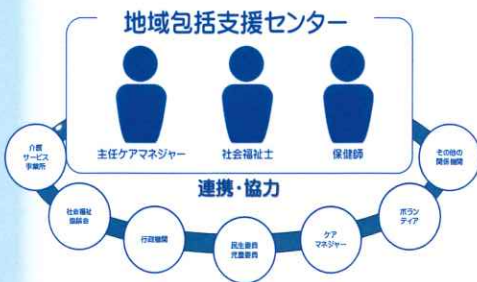 地域包括支援センター
主任ケアマネジャー
社会福祉士
保健師
連携・協力
介護
サービス
事業所
社会福祉
協議会
行政機関
民生委員
児童委員
ケア
マネジャー
ボラン
ティア
その他の
関係機関